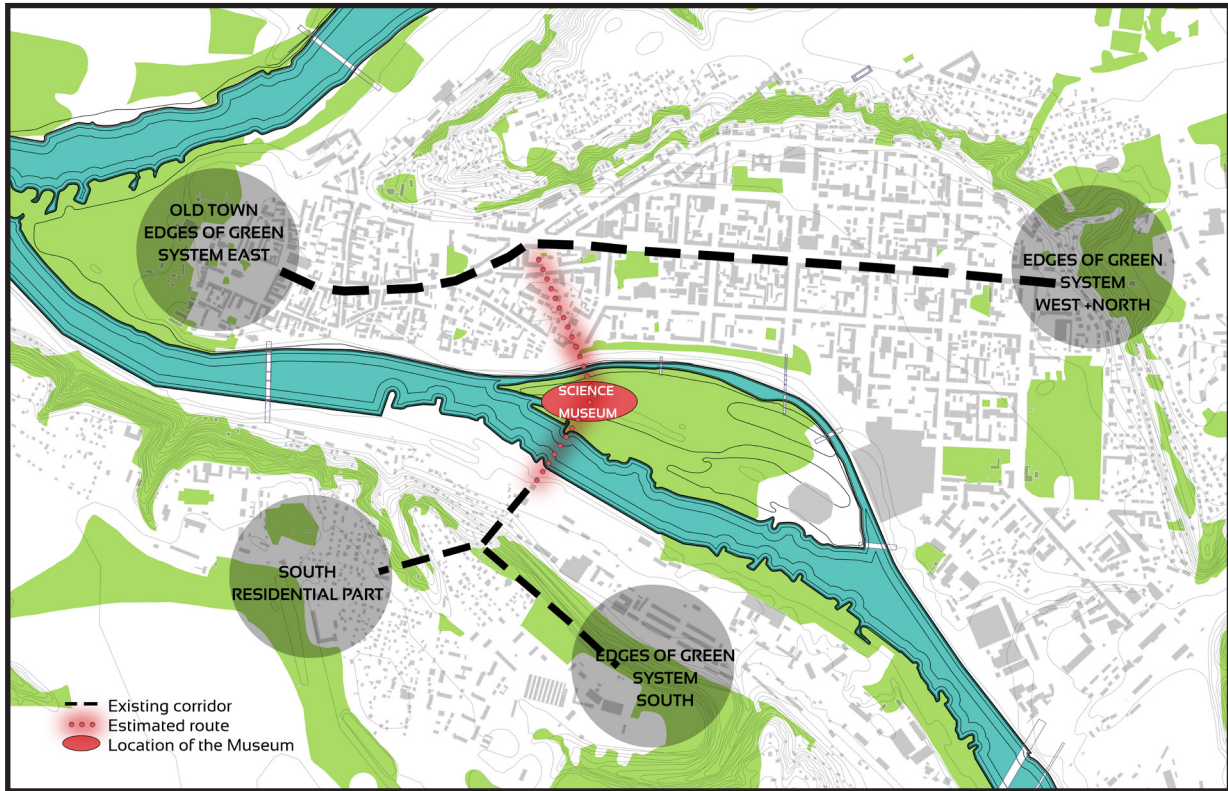 OLD TOWN
EDGES OF GREEN
SYSTEM EAST
EDGES OF GREEN
SYSTEM
WEST +NORTH
SCIENCE
MUSEUM
SOUTH
RESIDENTIAL PART
EDGES OF GREEN
SYSTEM
SOUTH
Existing corridor
Estimated route
Location of the Museum